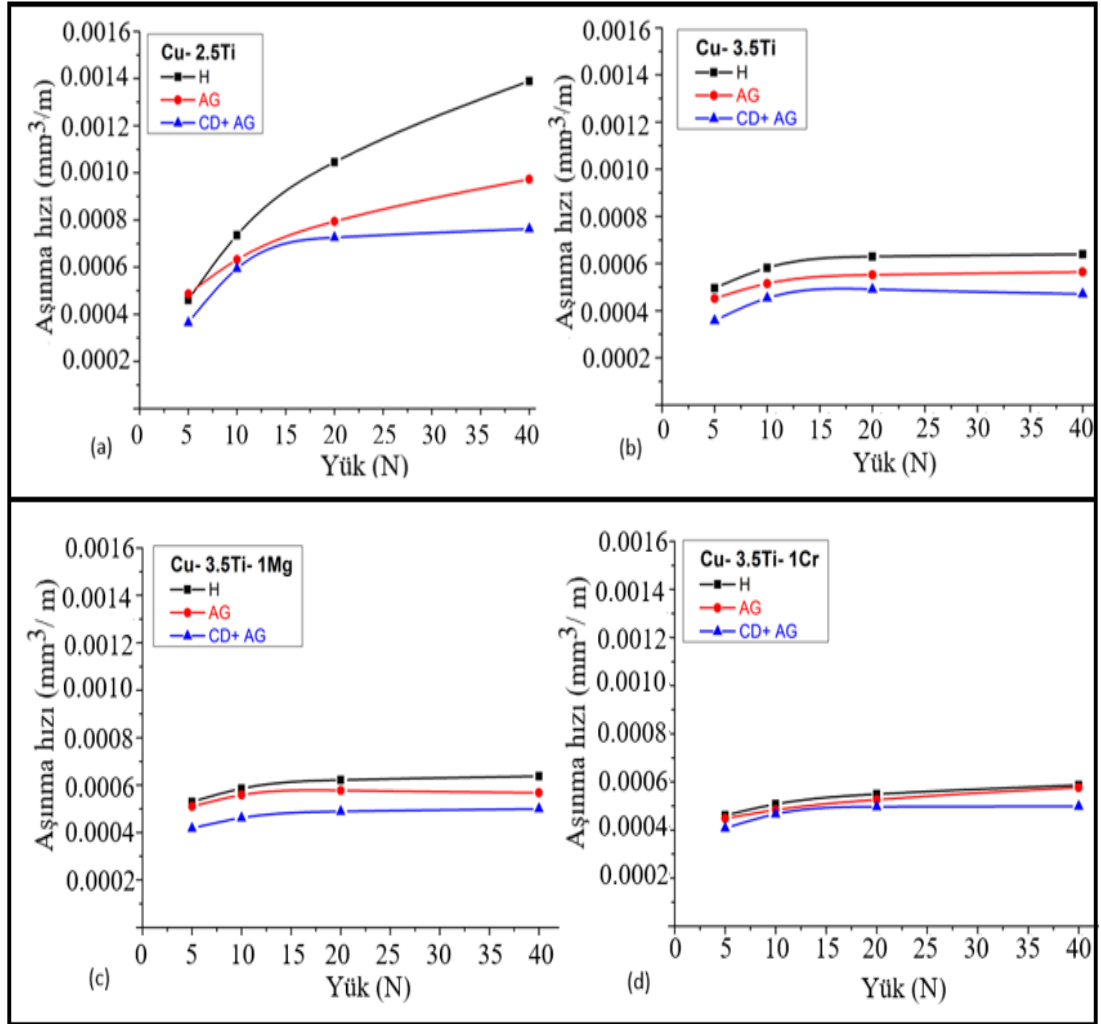 Cu- 2.5Ti
H
AG
CD+ AG
Aşınma hızı (mm³/m)
0.0016
0.0014
0.0012
0.0010
0.0008
0.0006
0.0004
0.0002
0 5 10 15 20 25 30 35 40
(a)
Yük (N)
Cu- 3.5Ti
H
AG
CD+ AG
Aşınma hızı (mm³/m)
0.0016
0.0014
0.0012
0.0010
0.0008
0.0006
0.0004
0.0002
0 5 10 15 20 25 30 35 40
(b)
Yük (N)
Cu- 3.5Ti- 1Mg
H
AG
CD+ AG
Aşınma hızı (mm³/ m)
0.0016
0.0014
0.0012
0.0010
0.0008
0.0006
0.0004
0.0002
0 5 10 15 20 25 30 35 40
(c)
Yük (N)
Cu- 3.5Ti- 1Cr
H
AG
CD+ AG
Aşınma hızı (mm³/ m)
0.0016
0.0014
0.0012
0.0010
0.0008
0.0006
0.0004
0.0002
0 5 10 15 20 25 30 35 40
(d)
Yük (N)